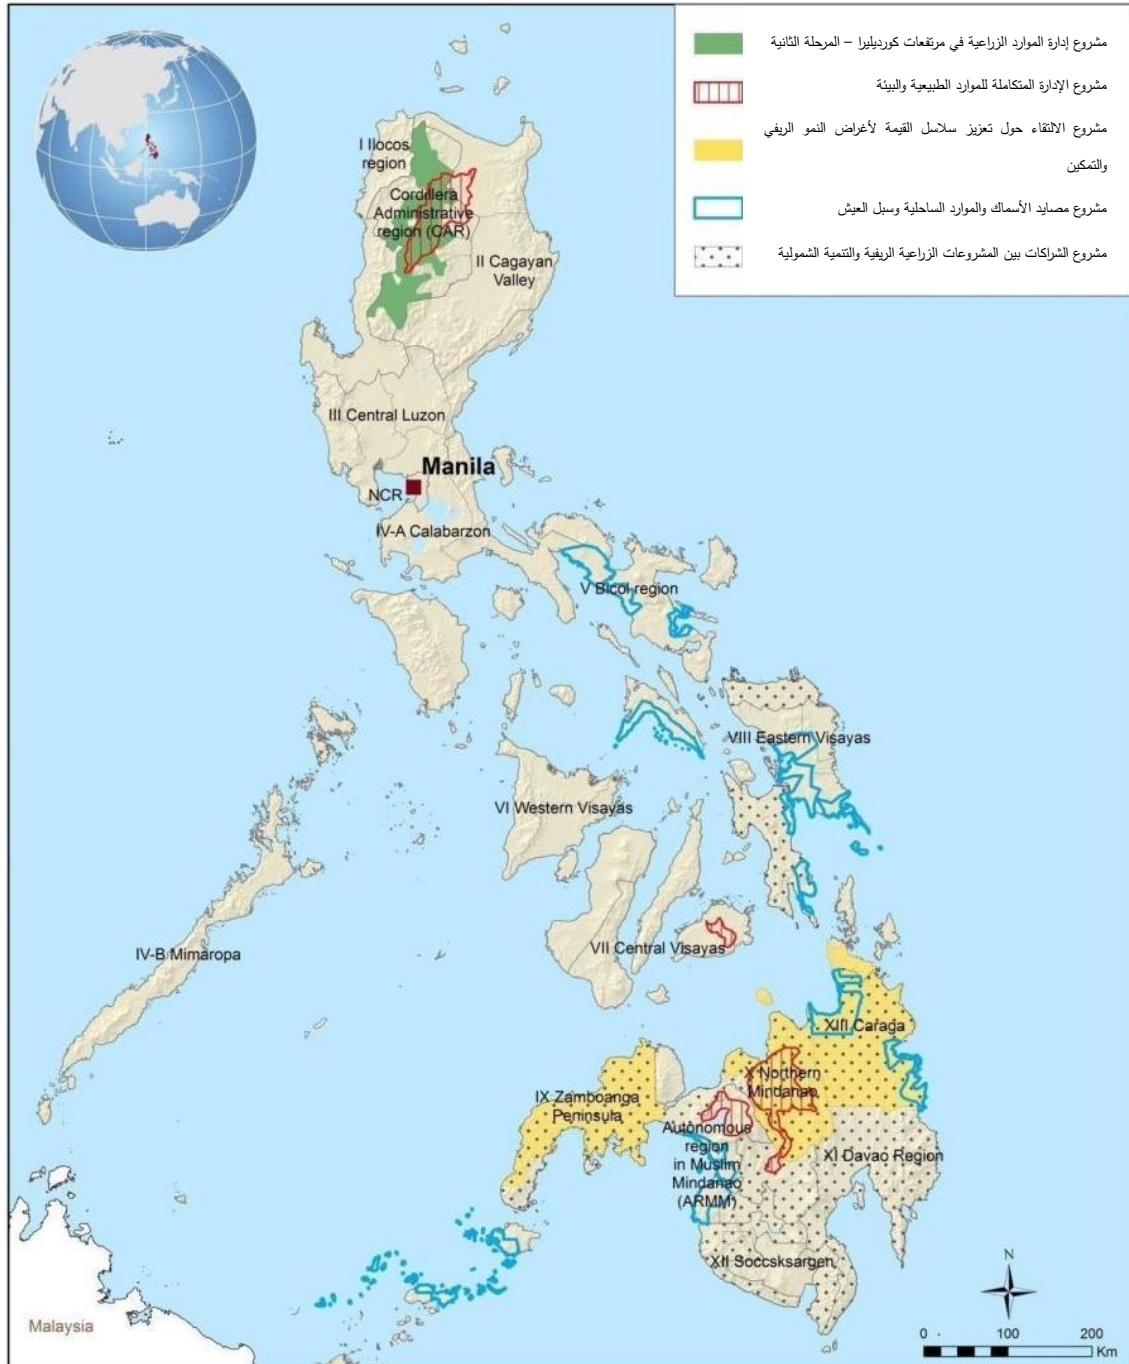 مشروع إدارة الموارد الزراعية في مرتفعات كورديليرا – المرحلة الثانية
مشروع الإدارة المتكاملة للموارد الطبيعية والبيئة
مشروع الالتقاء حول تعزيز سلاسل القيمة لأغراض النمو الريفي
والتمكين
مشروع مصايد الأسماك والموارد الساحلية وسبل العيش
مشروع الشراكات بين المشروعات الزراعية الريفية والتنمية الشمولية
I Ilocos
region
Cordillera
Administrative
region (CAR)
II Cagayan
Valley
III Central Luzon
Manila
NCR
IV-A Calabarzon
V Bicol region
VIII Eastern Visayas
VI Western Visayas
IV-B Mimaropa
VII Central Visayas
XIII Caraga
X Northern
Mindanao
IX Zamboanga
Peninsula
Autonomous
region
in Muslim
Mindanao
(ARMM)
XI Davao Region
XII Soccsksargen
Malaysia
N
0 100 200
Km